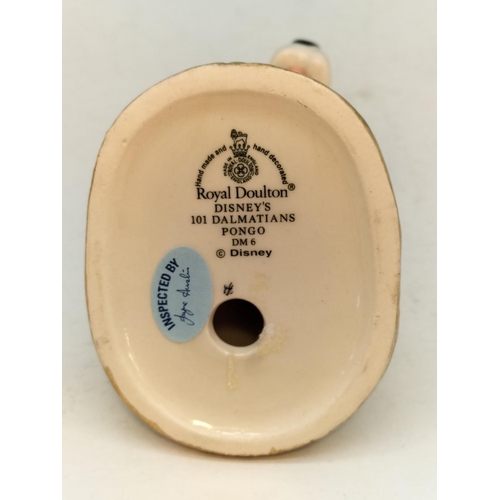 Hand made and hand decorated
Royal Doulton®
DISNEY'S
101 DALMATIANS
PONGO
DM 6
© Disney
INSPECTED BY